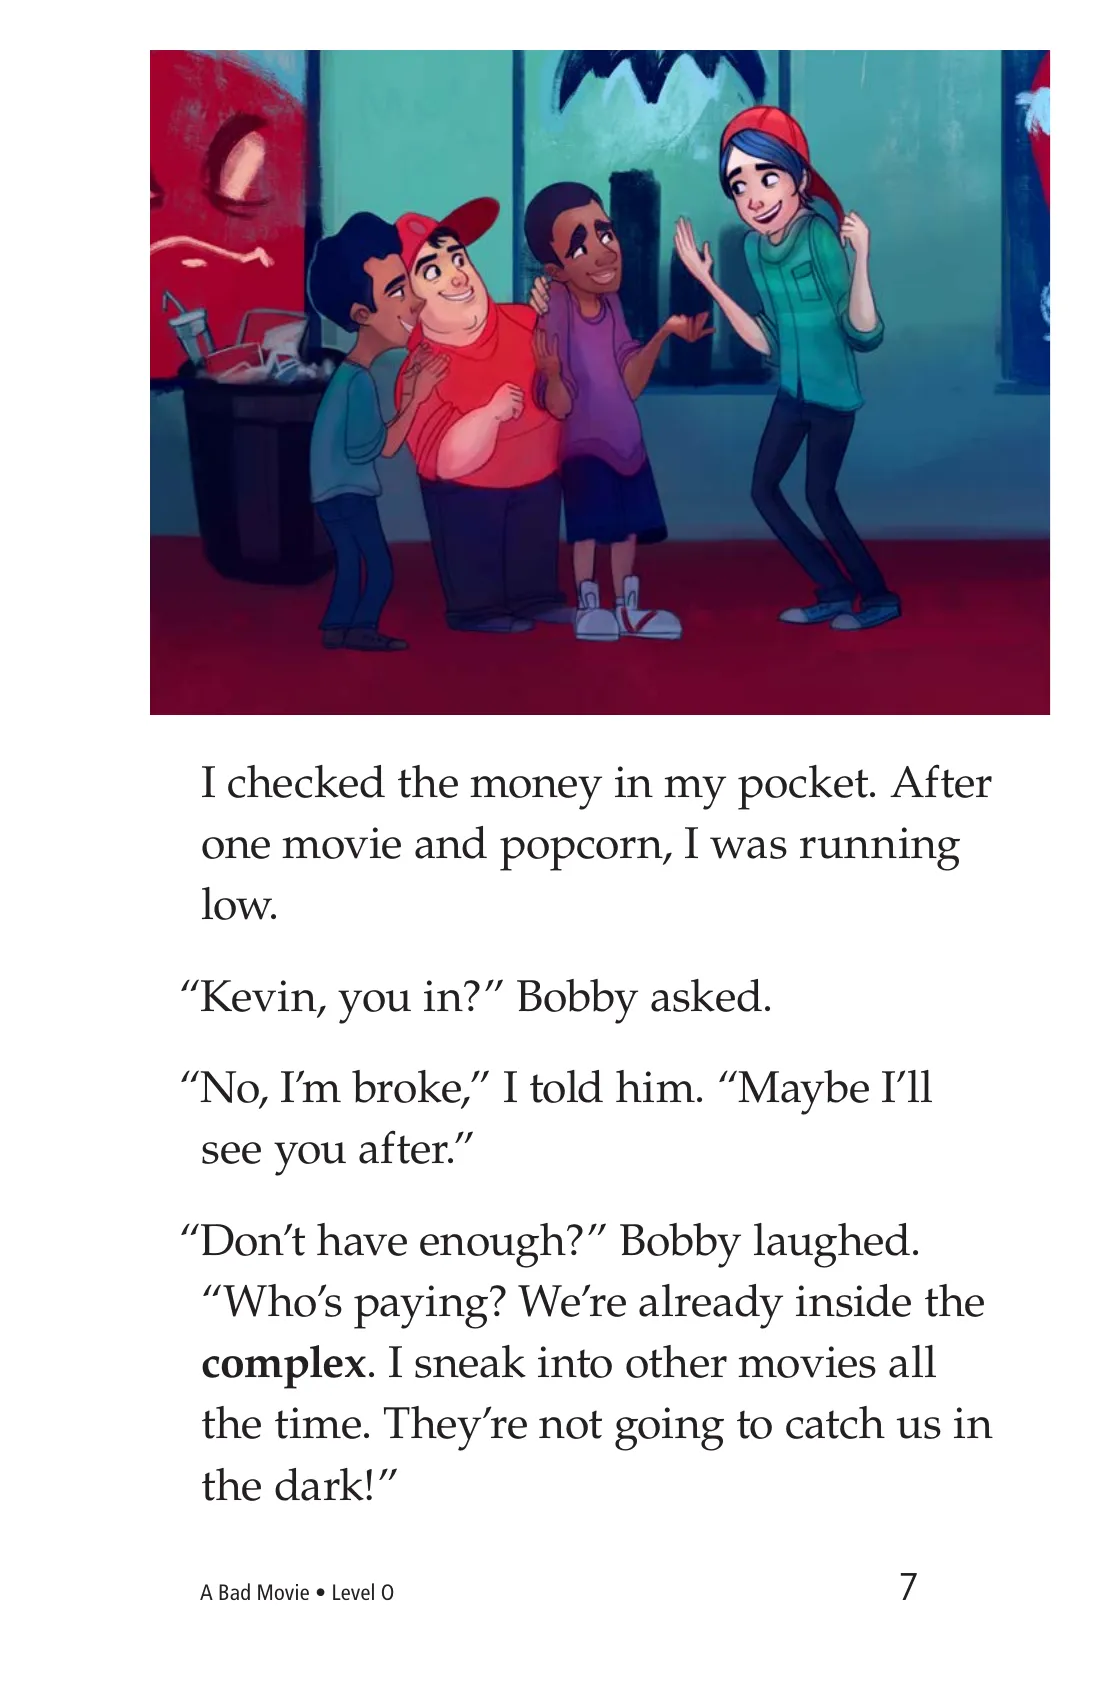 I checked the money in my pocket. After
one movie and popcorn, I was running
low.
“Kevin, you in?” Bobby asked.
“No, I’m broke,” I told him. “Maybe I’ll
see you after.”
“Don’t have enough?” Bobby laughed.
“Who’s paying? We’re already inside the
complex. I sneak into other movies all
the time. They’re not going to catch us in
the dark!”
A Bad Movie • Level O
7